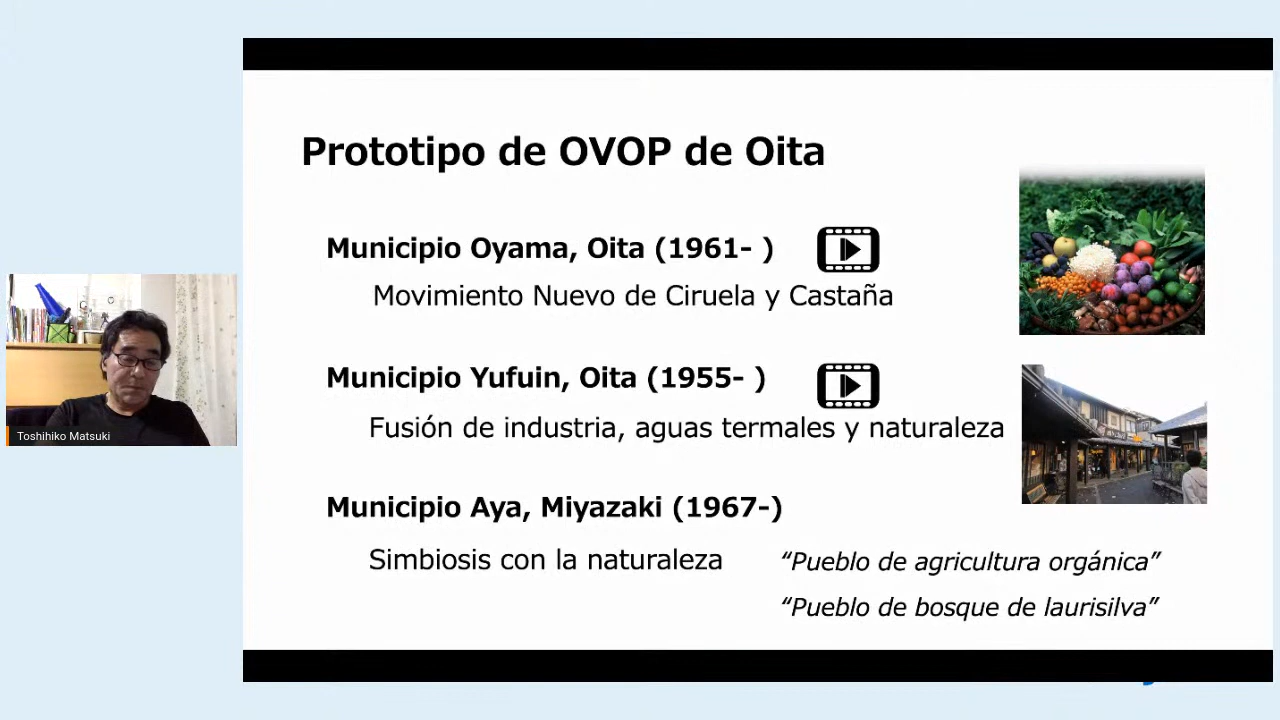 Prototipo de OVOP de Oita
Municipio Oyama, Oita (1961- )
Movimiento Nuevo de Ciruela y Castaña
Municipio Yufuin, Oita (1955- )
Fusión de industria, aguas termales y naturaleza
Municipio Aya, Miyazaki (1967-)
Simbiosis con la naturaleza
“Pueblo de agricultura orgánica”
“Pueblo de bosque de laurisilva”
Toshihiko Matsuki